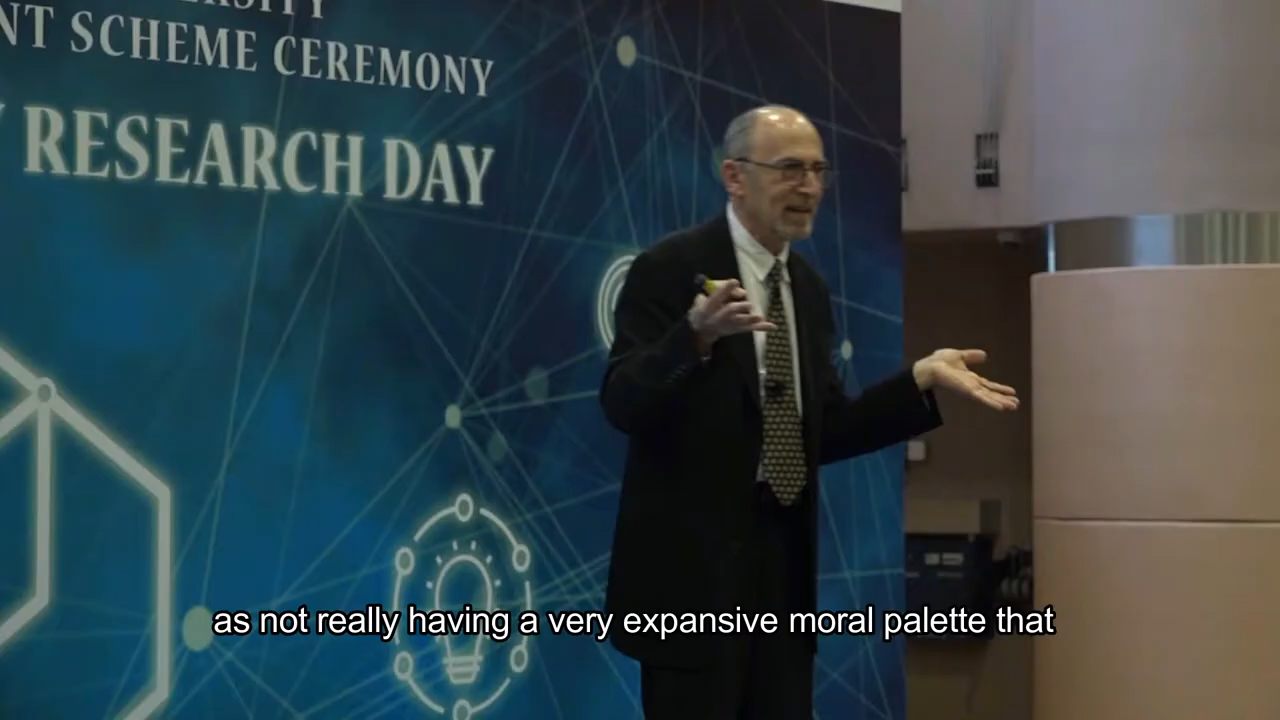 NT SCHEME CEREMONY
RESEARCH DAY
as not really having a very expansive moral palette that